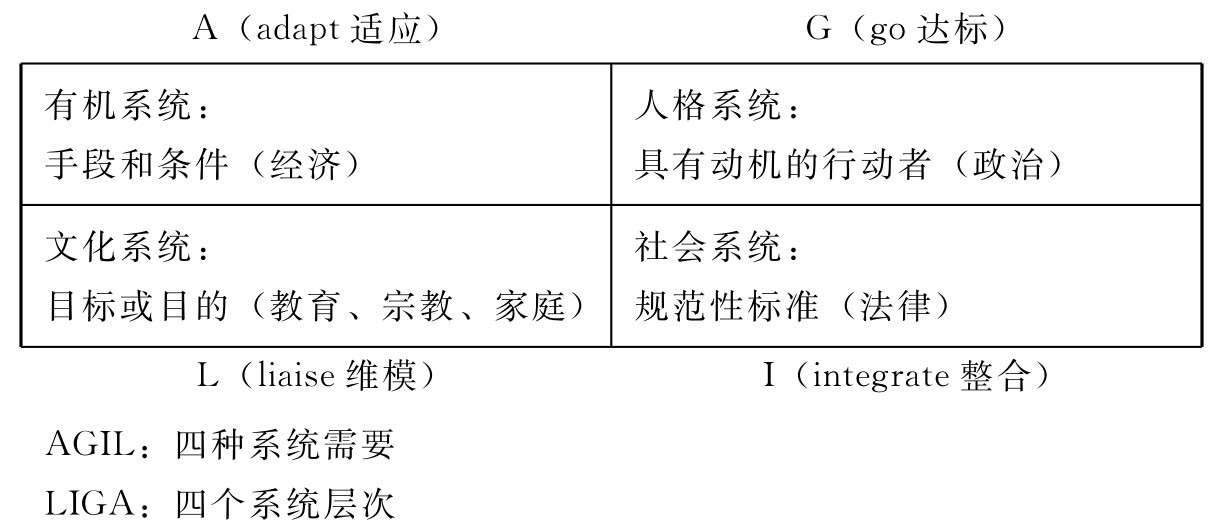 A（adapt 适应）
G（go 达标）
有机系统：
手段和条件（经济）
人格系统：
具有动机的行动者（政治）
文化系统：
目标或目的（教育、宗教、家庭）
社会系统：
规范性标准（法律）
L（liaise 维模）
I（integrate 整合）
AGIL：四种系统需要
LIGA：四个系统层次